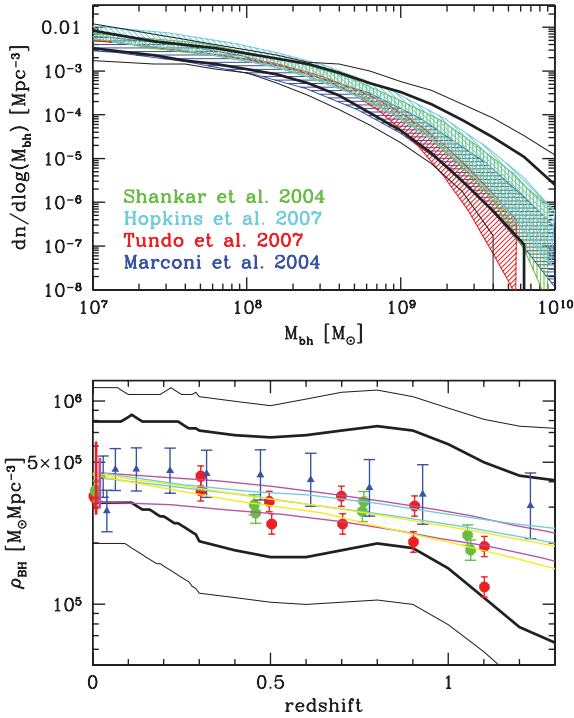 0.01
10⁻³
10⁻⁴
10⁻⁵
10⁻⁶
10⁻⁷
10⁻⁸
dn/dlog(M_bh) [Mpc⁻³]
Shankar et al. 2004
Hopkins et al. 2007
Tundo et al. 2007
Marconi et al. 2004
10⁷ 10⁸ 10⁹ 10¹⁰
M_bh [M_⊙]
10⁶
5×10⁵
10⁵
ρ_BH [M_⊙Mpc⁻³]
0 0.5 1
redshift